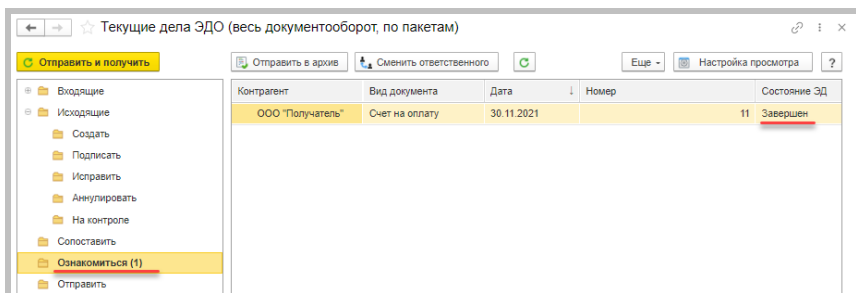 Текущие дела ЭДО (весь документооборот, по пакетам)
Отправить и получить
Отправить в архив
Сменить ответственного
Еще
Настройка просмотра
?
Входящие
Исходящие
Создать
Подписать
Исправить
Аннулировать
На контроле
Сопоставить
Ознакомиться (1)
Отправить
Контрагент Вид документа Дата ↓ Номер Состояние ЭД
ООО "Получатель" Счет на оплату 30.11.2021 11 Завершен